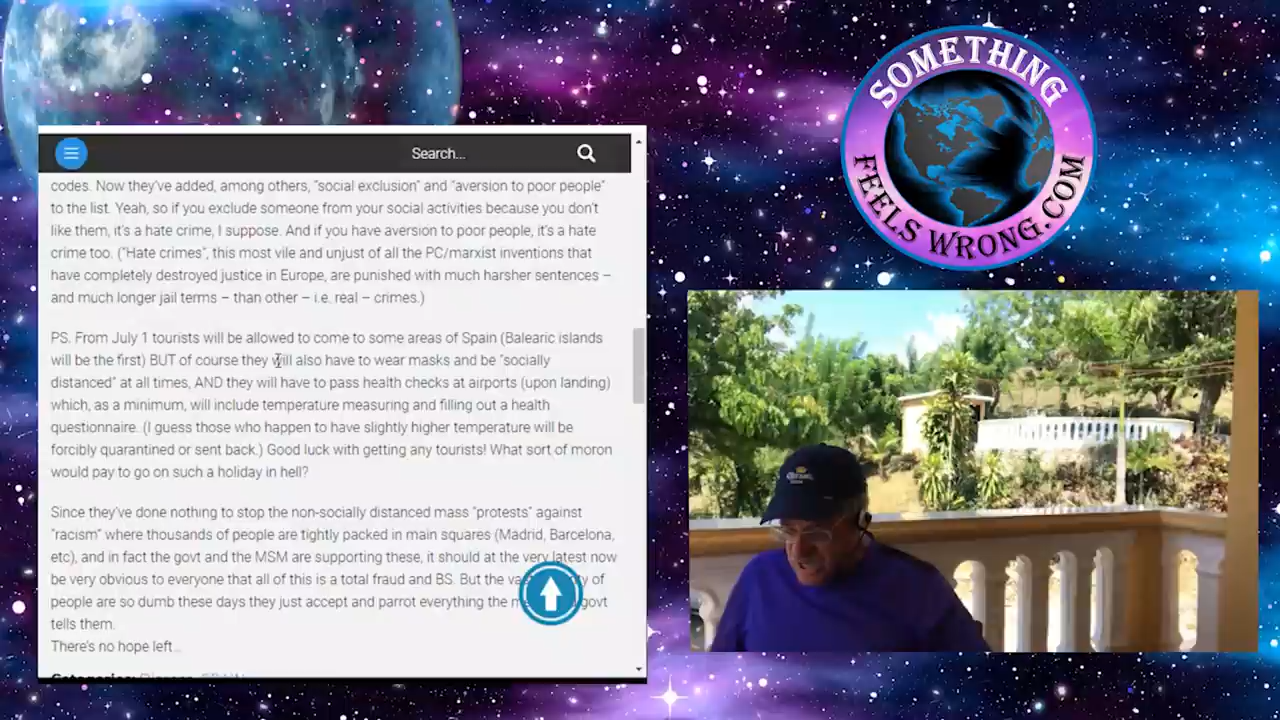 Search...
codes. Now they've added, among others, "social exclusion" and "aversion to poor people"
to the list. Yeah, so if you exclude someone from your social activities because you don't
like them, it's a hate crime, I suppose. And if you have aversion to poor people, it's a hate
crime too. ("Hate crimes", this most vile and unjust of all the PC/marxist inventions that
have completely destroyed justice in Europe, are punished with much harsher sentences –
and much longer jail terms – than other – i.e. real – crimes.)
PS. From July 1 tourists will be allowed to come to some areas of Spain (Balearic islands
will be the first) BUT of course they will also have to wear masks and be "socially
distanced" at all times, AND they will have to pass health checks at airports (upon landing)
which, as a minimum, will include temperature measuring and filling out a health
questionnaire. (I guess those who happen to have slightly higher temperature will be
forcibly quarantined or sent back.) Good luck with getting any tourists! What sort of moron
would pay to go on such a holiday in hell?
Since they've done nothing to stop the non-socially distanced mass "protests" against
"racism" where thousands of people are tightly packed in main squares (Madrid, Barcelona,
etc), and in fact the govt and the MSM are supporting these, it should at the very latest now
be very obvious to everyone that all of this is a total fraud and BS. But the of
people are so dumb these days they just accept and parrot everything the govt
tells them.
There's no hope left...
SOMETHING
FEELS WRONG.COM